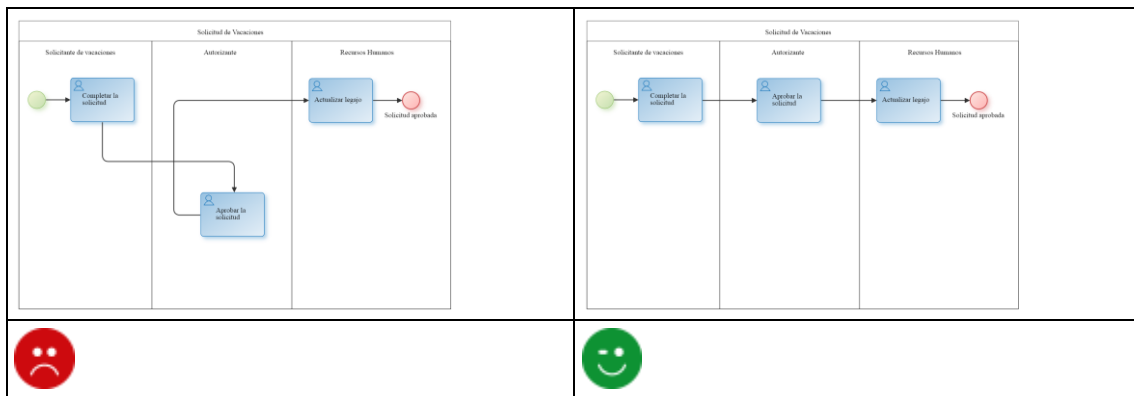 Solicitud de Vacaciones
Solicitante de vacaciones
Autorizante
Recursos Humanos
Completar la
solicitud
Actualizar legajo
Solicitud aprobada
Aprobar la
solicitud
Solicitud de Vacaciones
Solicitante de vacaciones
Autorizante
Recursos Humanos
Completar la
solicitud
Aprobar la
solicitud
Actualizar legajo
Solicitud aprobada